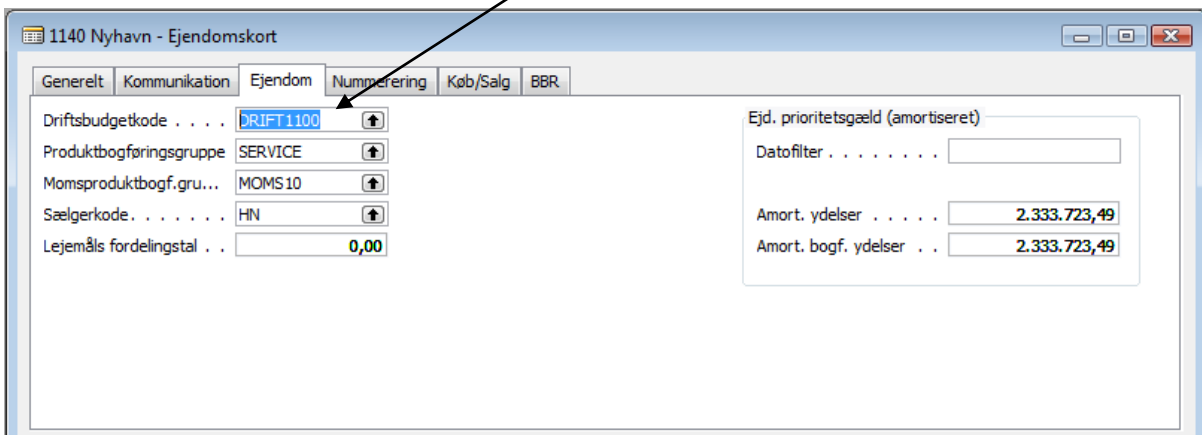 1140 Nyhavn - Ejendomskort
Generelt Kommunikation Ejendom Nummerering Køb/Salg BBR
Driftsbudgetkode . . . . DRIFT1100
Produktbogføringsgruppe SERVICE
Momsproduktbogf.gru... MOMS10
Sælgerkode. . . . . . . HN
Lejemåls fordelingstal . . 0,00
Ejd. prioritetsgæld (amortiseret)
Datofilter . . . . . . . .
Amort. ydelser . . . . . 2.333.723,49
Amort. bogf. ydelser . . 2.333.723,49